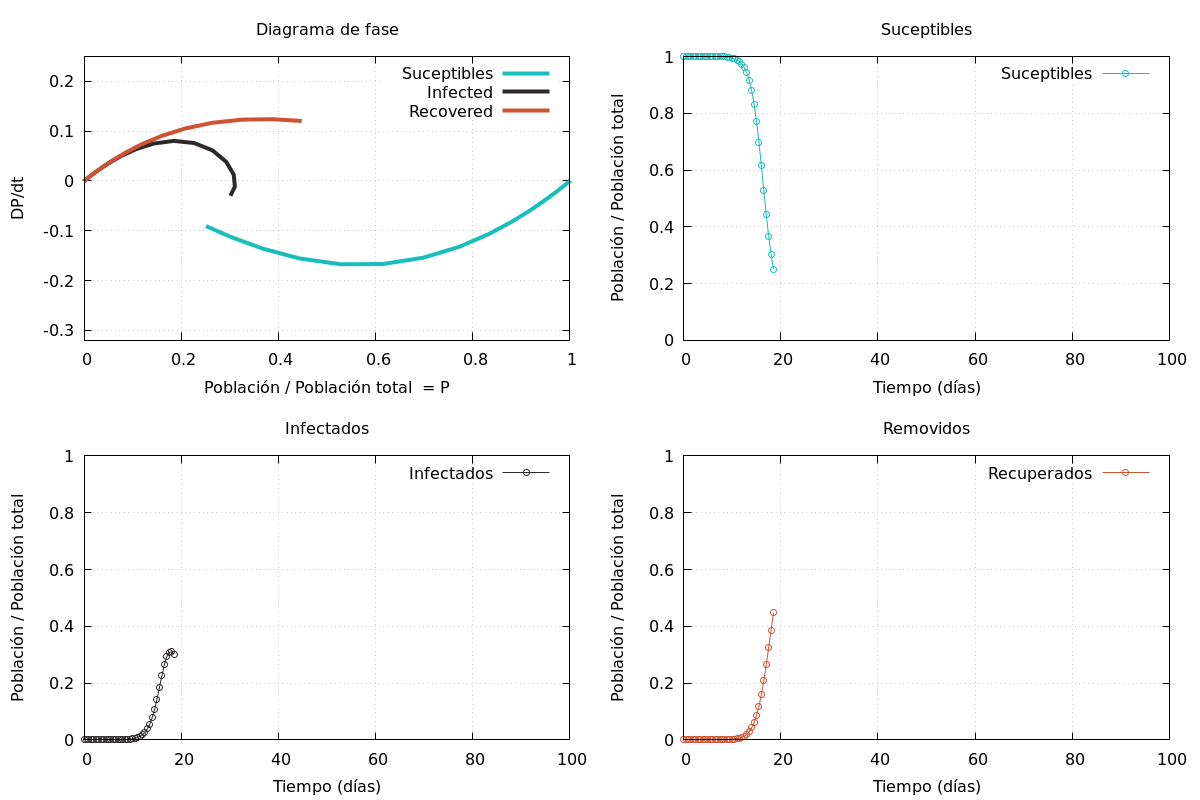 Diagrama de fase
DP/dt
0.2
0.1
0
-0.1
-0.2
-0.3
Suceptibles
Infected
Recovered
0 0.2 0.4 0.6 0.8 1
Población / Población total = P
Suceptibles
Población / Población total
1
0.8
0.6
0.4
0.2
0
Suceptibles
0 20 40 60 80 100
Tiempo (días)
Infectados
Población / Población total
1
0.8
0.6
0.4
0.2
0
Infectados
0 20 40 60 80 100
Tiempo (días)
Removidos
Población / Población total
1
0.8
0.6
0.4
0.2
0
Recuperados
0 20 40 60 80 100
Tiempo (días)